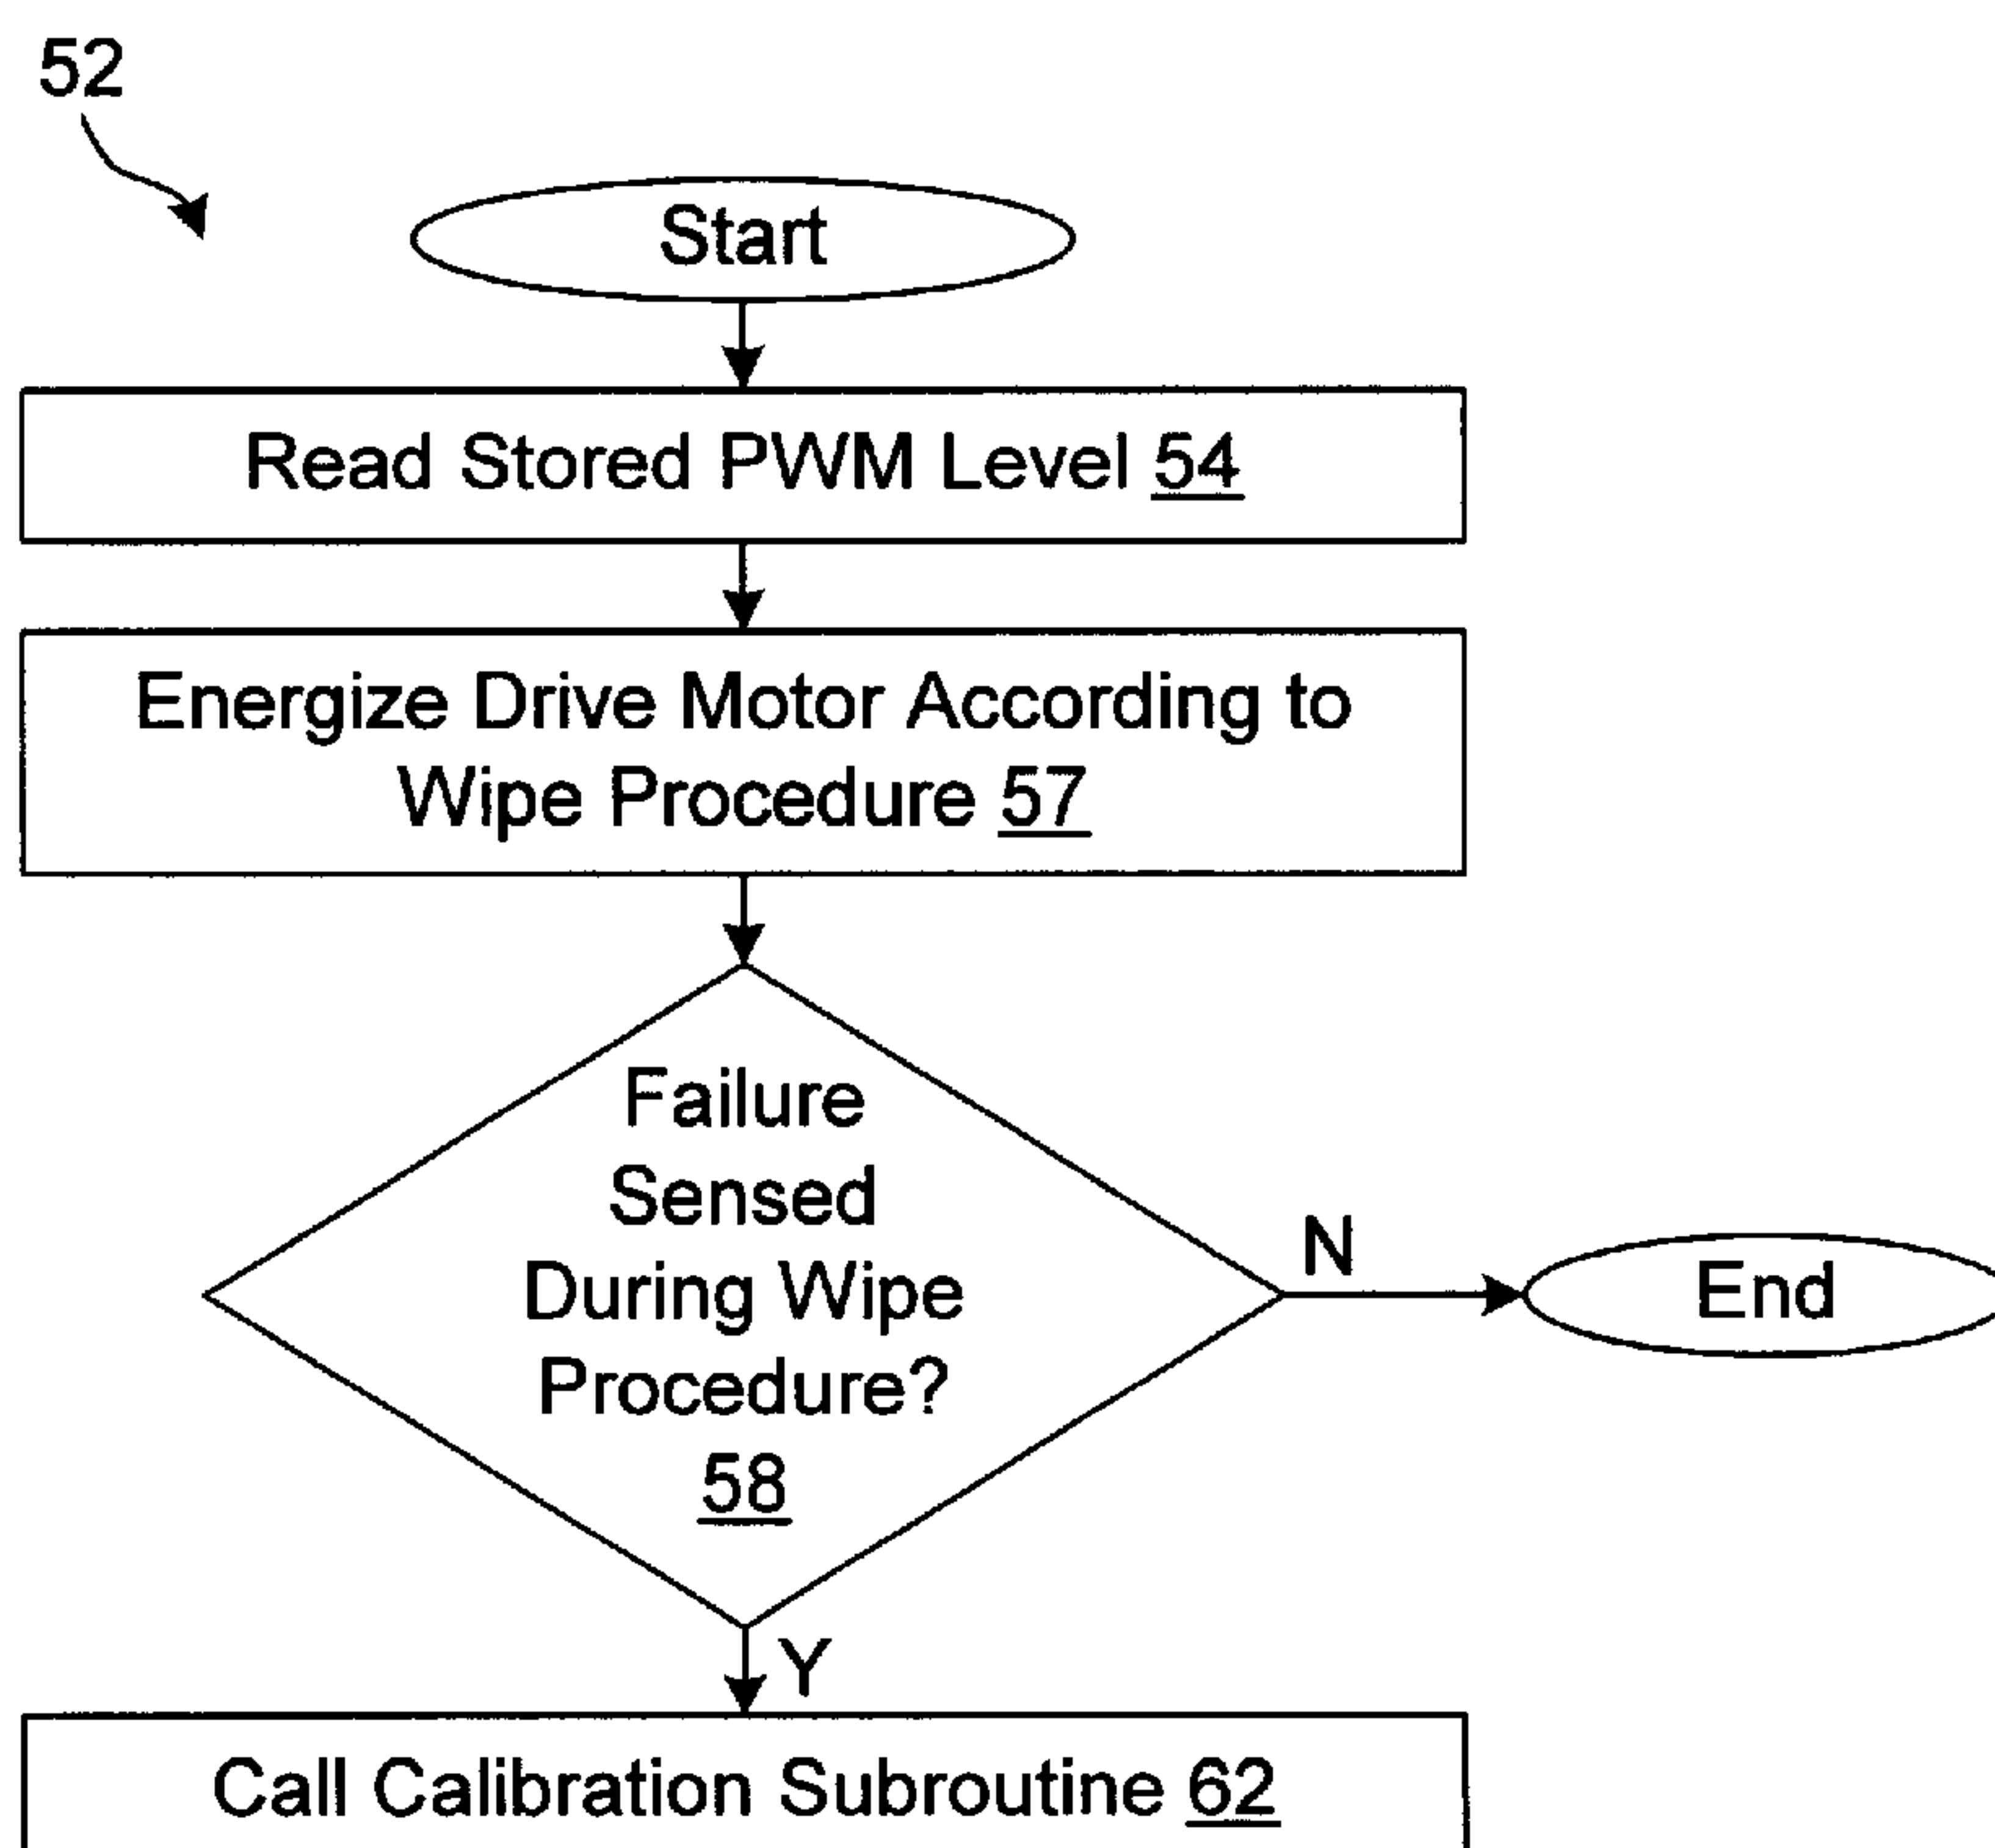 52
Start
Read Stored PWM Level 54
Energize Drive Motor According to
Wipe Procedure 57
Failure
Sensed
During Wipe
Procedure?
58
N
End
Y
Call Calibration Subroutine 62